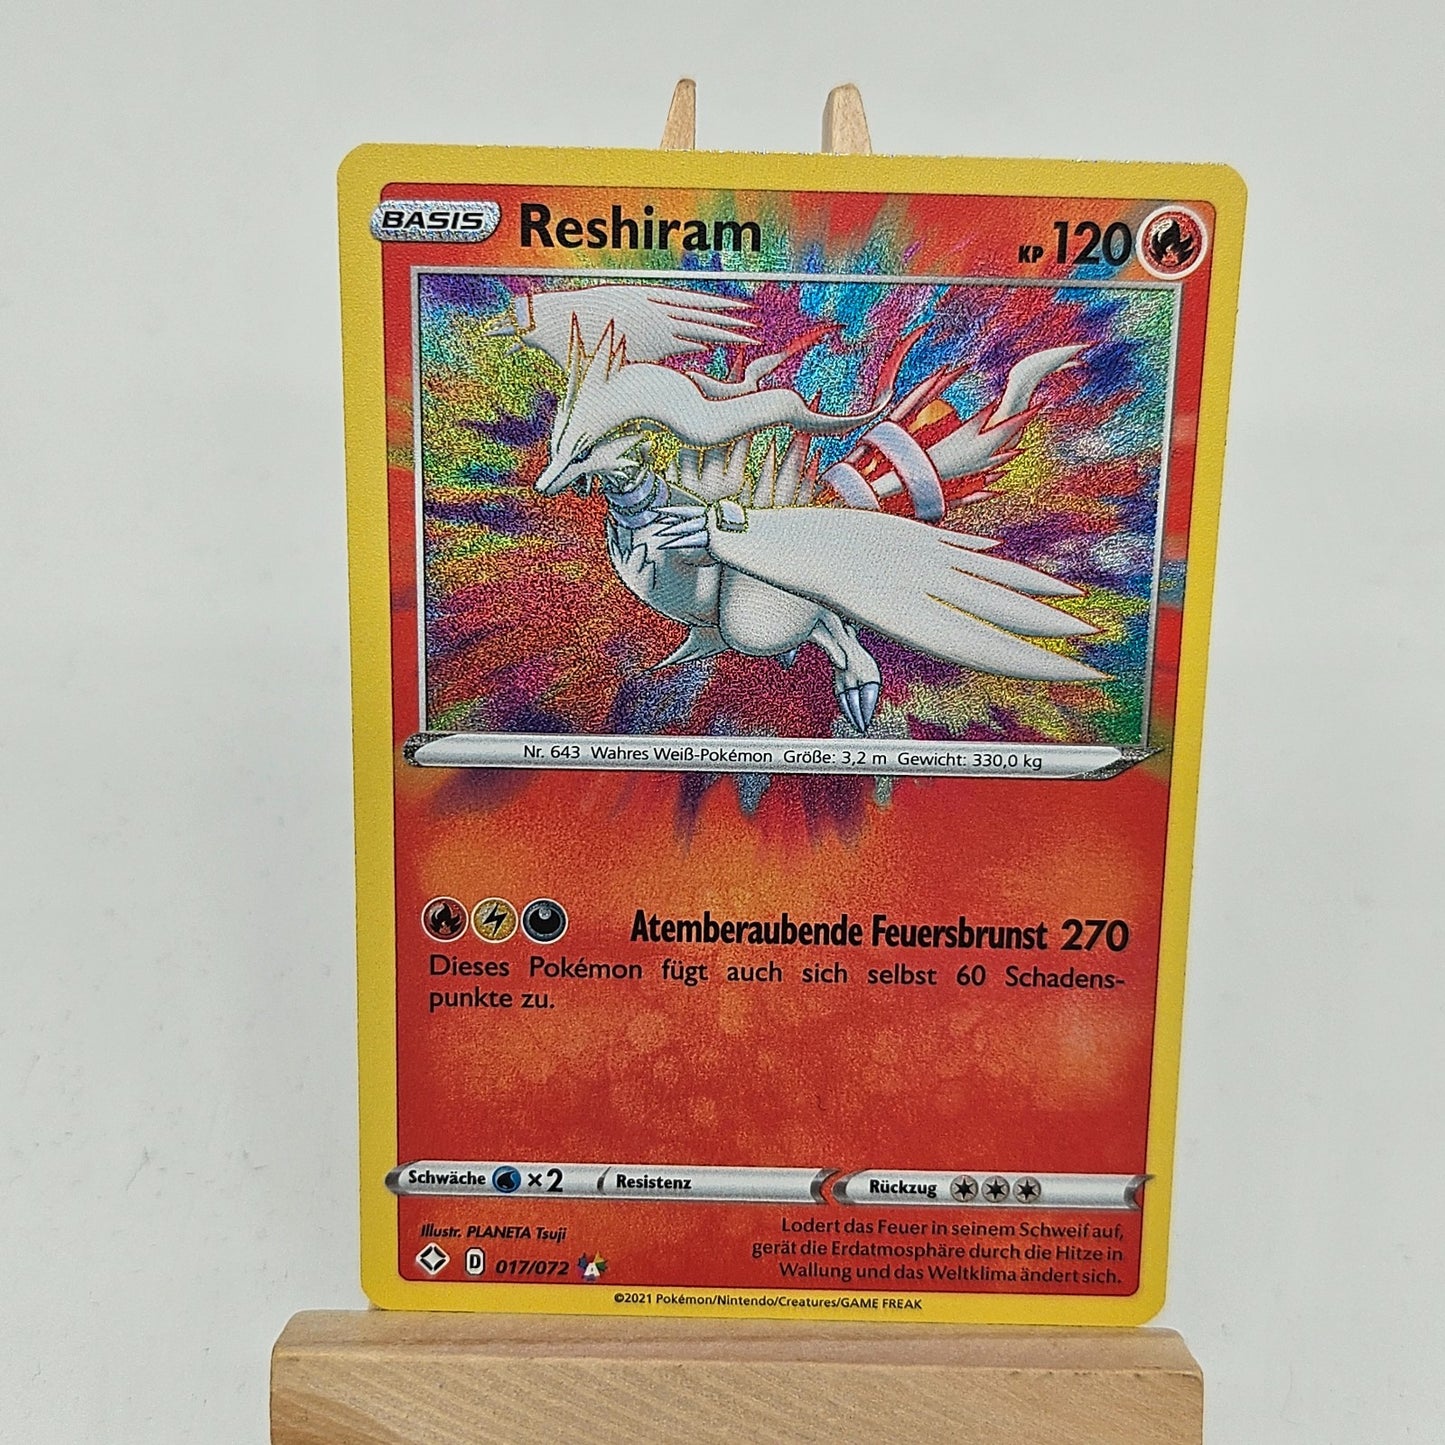 BASIS Reshiram KP 120
Nr. 643 Wahres Weiß-Pokémon Größe: 3,2 m Gewicht: 330,0 kg
Atemberaubende Feuersbrunst 270
Dieses Pokémon fügt auch sich selbst 60 Schadens-
punkte zu.
Schwäche ×2 Resistenz Rückzug
Illustr. PLANETA Tsuji
D 017/072 A
Lodert das Feuer in seinem Schweif auf,
gerät die Erdatmosphäre durch die Hitze in
Wallung und das Weltklima ändert sich.
©2021 Pokémon/Nintendo/Creatures/GAME FREAK